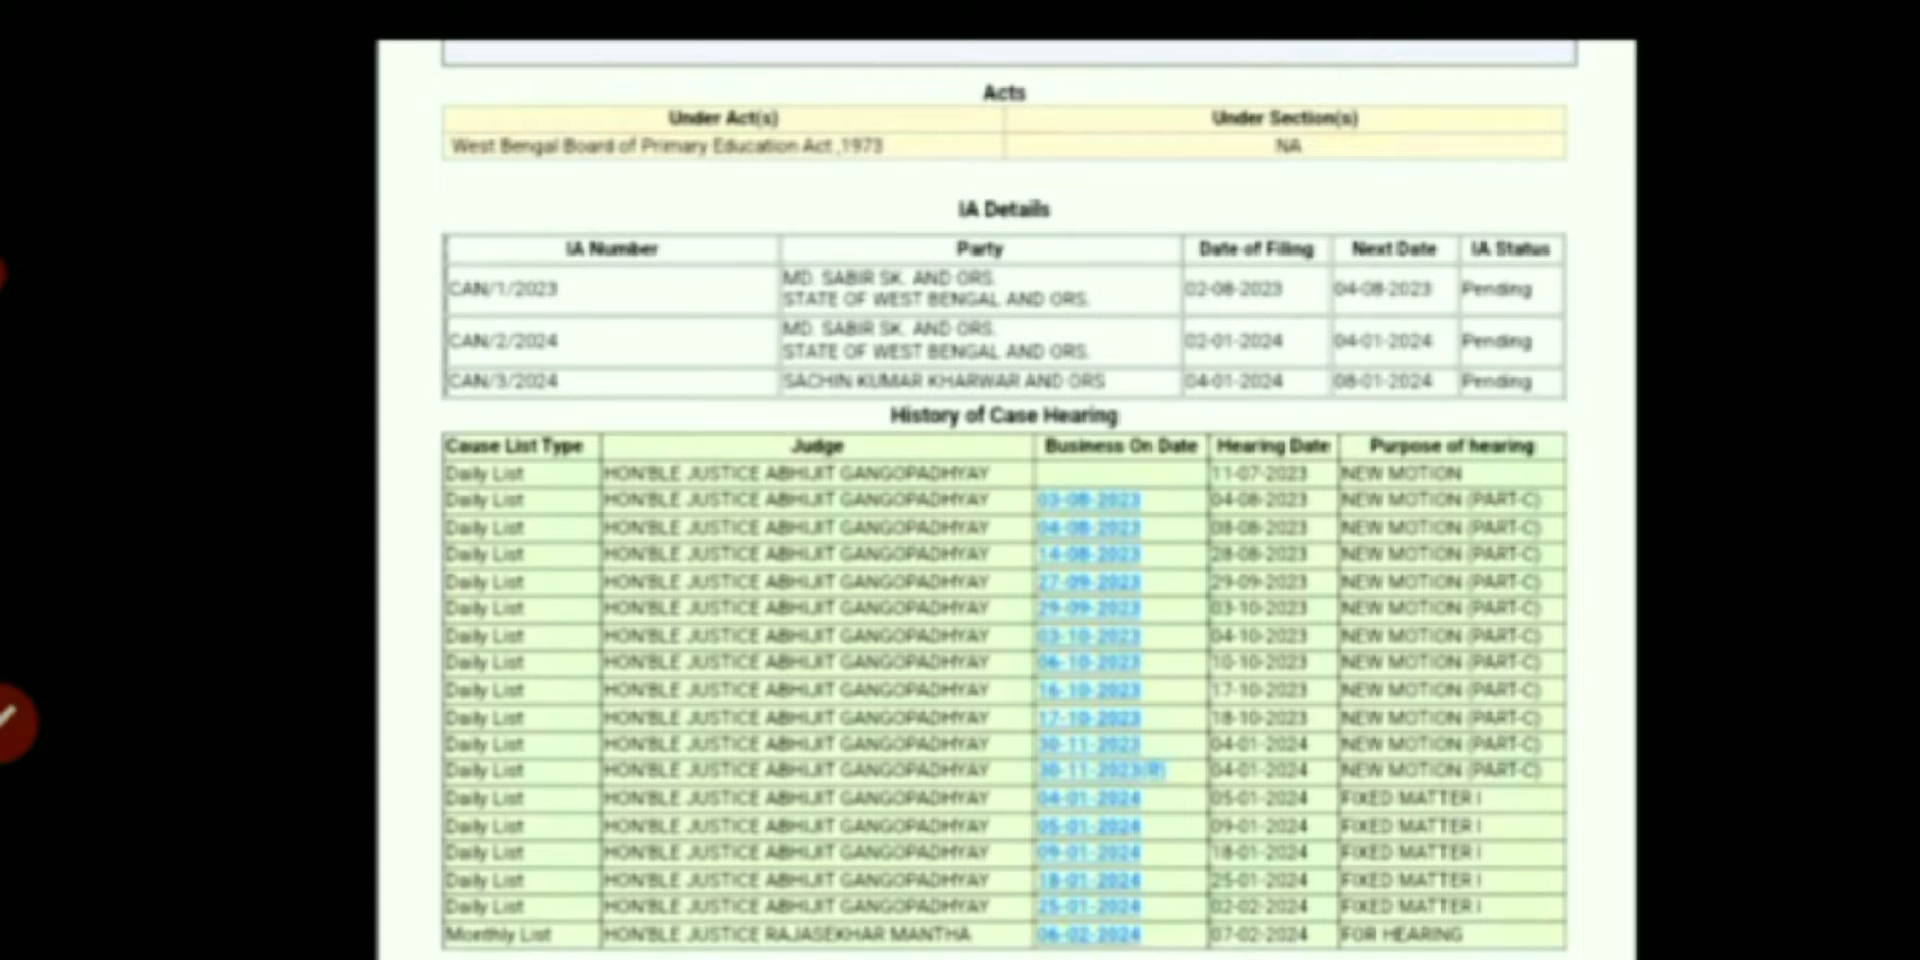 Acts
Under Act(s) Under Section(s)
West Bengal Board of Primary Education Act ,1973 NA
IA Details
IA Number Party Date of Filing Next Date IA Status
CAN/1/2023 MD. SABIR SK. AND ORS. STATE OF WEST BENGAL AND ORS. 02-08-2023 04-08-2023 Pending
CAN/2/2024 MD. SABIR SK. AND ORS. STATE OF WEST BENGAL AND ORS. 02-01-2024 04-01-2024 Pending
CAN/3/2024 SACHIN KUMAR KHARWAR AND ORS 04-01-2024 08-01-2024 Pending
History of Case Hearing
Cause List Type Judge Business On Date Hearing Date Purpose of hearing
Daily List HON'BLE JUSTICE ABHIJIT GANGOPADHYAY 11-07-2023 NEW MOTION
Daily List HON'BLE JUSTICE ABHIJIT GANGOPADHYAY 03-08-2023 04-08-2023 NEW MOTION (PART-C)
Daily List HON'BLE JUSTICE ABHIJIT GANGOPADHYAY 04-08-2023 08-08-2023 NEW MOTION (PART-C)
Daily List HON'BLE JUSTICE ABHIJIT GANGOPADHYAY 14-08-2023 28-08-2023 NEW MOTION (PART-C)
Daily List HON'BLE JUSTICE ABHIJIT GANGOPADHYAY 27-09-2023 29-09-2023 NEW MOTION (PART-C)
Daily List HON'BLE JUSTICE ABHIJIT GANGOPADHYAY 29-09-2023 03-10-2023 NEW MOTION (PART-C)
Daily List HON'BLE JUSTICE ABHIJIT GANGOPADHYAY 03-10-2023 04-10-2023 NEW MOTION (PART-C)
Daily List HON'BLE JUSTICE ABHIJIT GANGOPADHYAY 06-10-2023 10-10-2023 NEW MOTION (PART-C)
Daily List HON'BLE JUSTICE ABHIJIT GANGOPADHYAY 16-10-2023 17-10-2023 NEW MOTION (PART-C)
Daily List HON'BLE JUSTICE ABHIJIT GANGOPADHYAY 17-10-2023 18-10-2023 NEW MOTION (PART-C)
Daily List HON'BLE JUSTICE ABHIJIT GANGOPADHYAY 30-11-2023 04-01-2024 NEW MOTION (PART-C)
Daily List HON'BLE JUSTICE ABHIJIT GANGOPADHYAY 30-11-2023(R) 04-01-2024 NEW MOTION (PART-C)
Daily List HON'BLE JUSTICE ABHIJIT GANGOPADHYAY 04-01-2024 05-01-2024 FIXED MATTER I
Daily List HON'BLE JUSTICE ABHIJIT GANGOPADHYAY 05-01-2024 09-01-2024 FIXED MATTER I
Daily List HON'BLE JUSTICE ABHIJIT GANGOPADHYAY 09-01-2024 18-01-2024 FIXED MATTER I
Daily List HON'BLE JUSTICE ABHIJIT GANGOPADHYAY 18-01-2024 25-01-2024 FIXED MATTER I
Daily List HON'BLE JUSTICE ABHIJIT GANGOPADHYAY 25-01-2024 02-02-2024 FIXED MATTER I
Monthly List HON'BLE JUSTICE RAJASEKHAR MANTHA 06-02-2024 07-02-2024 FOR HEARING